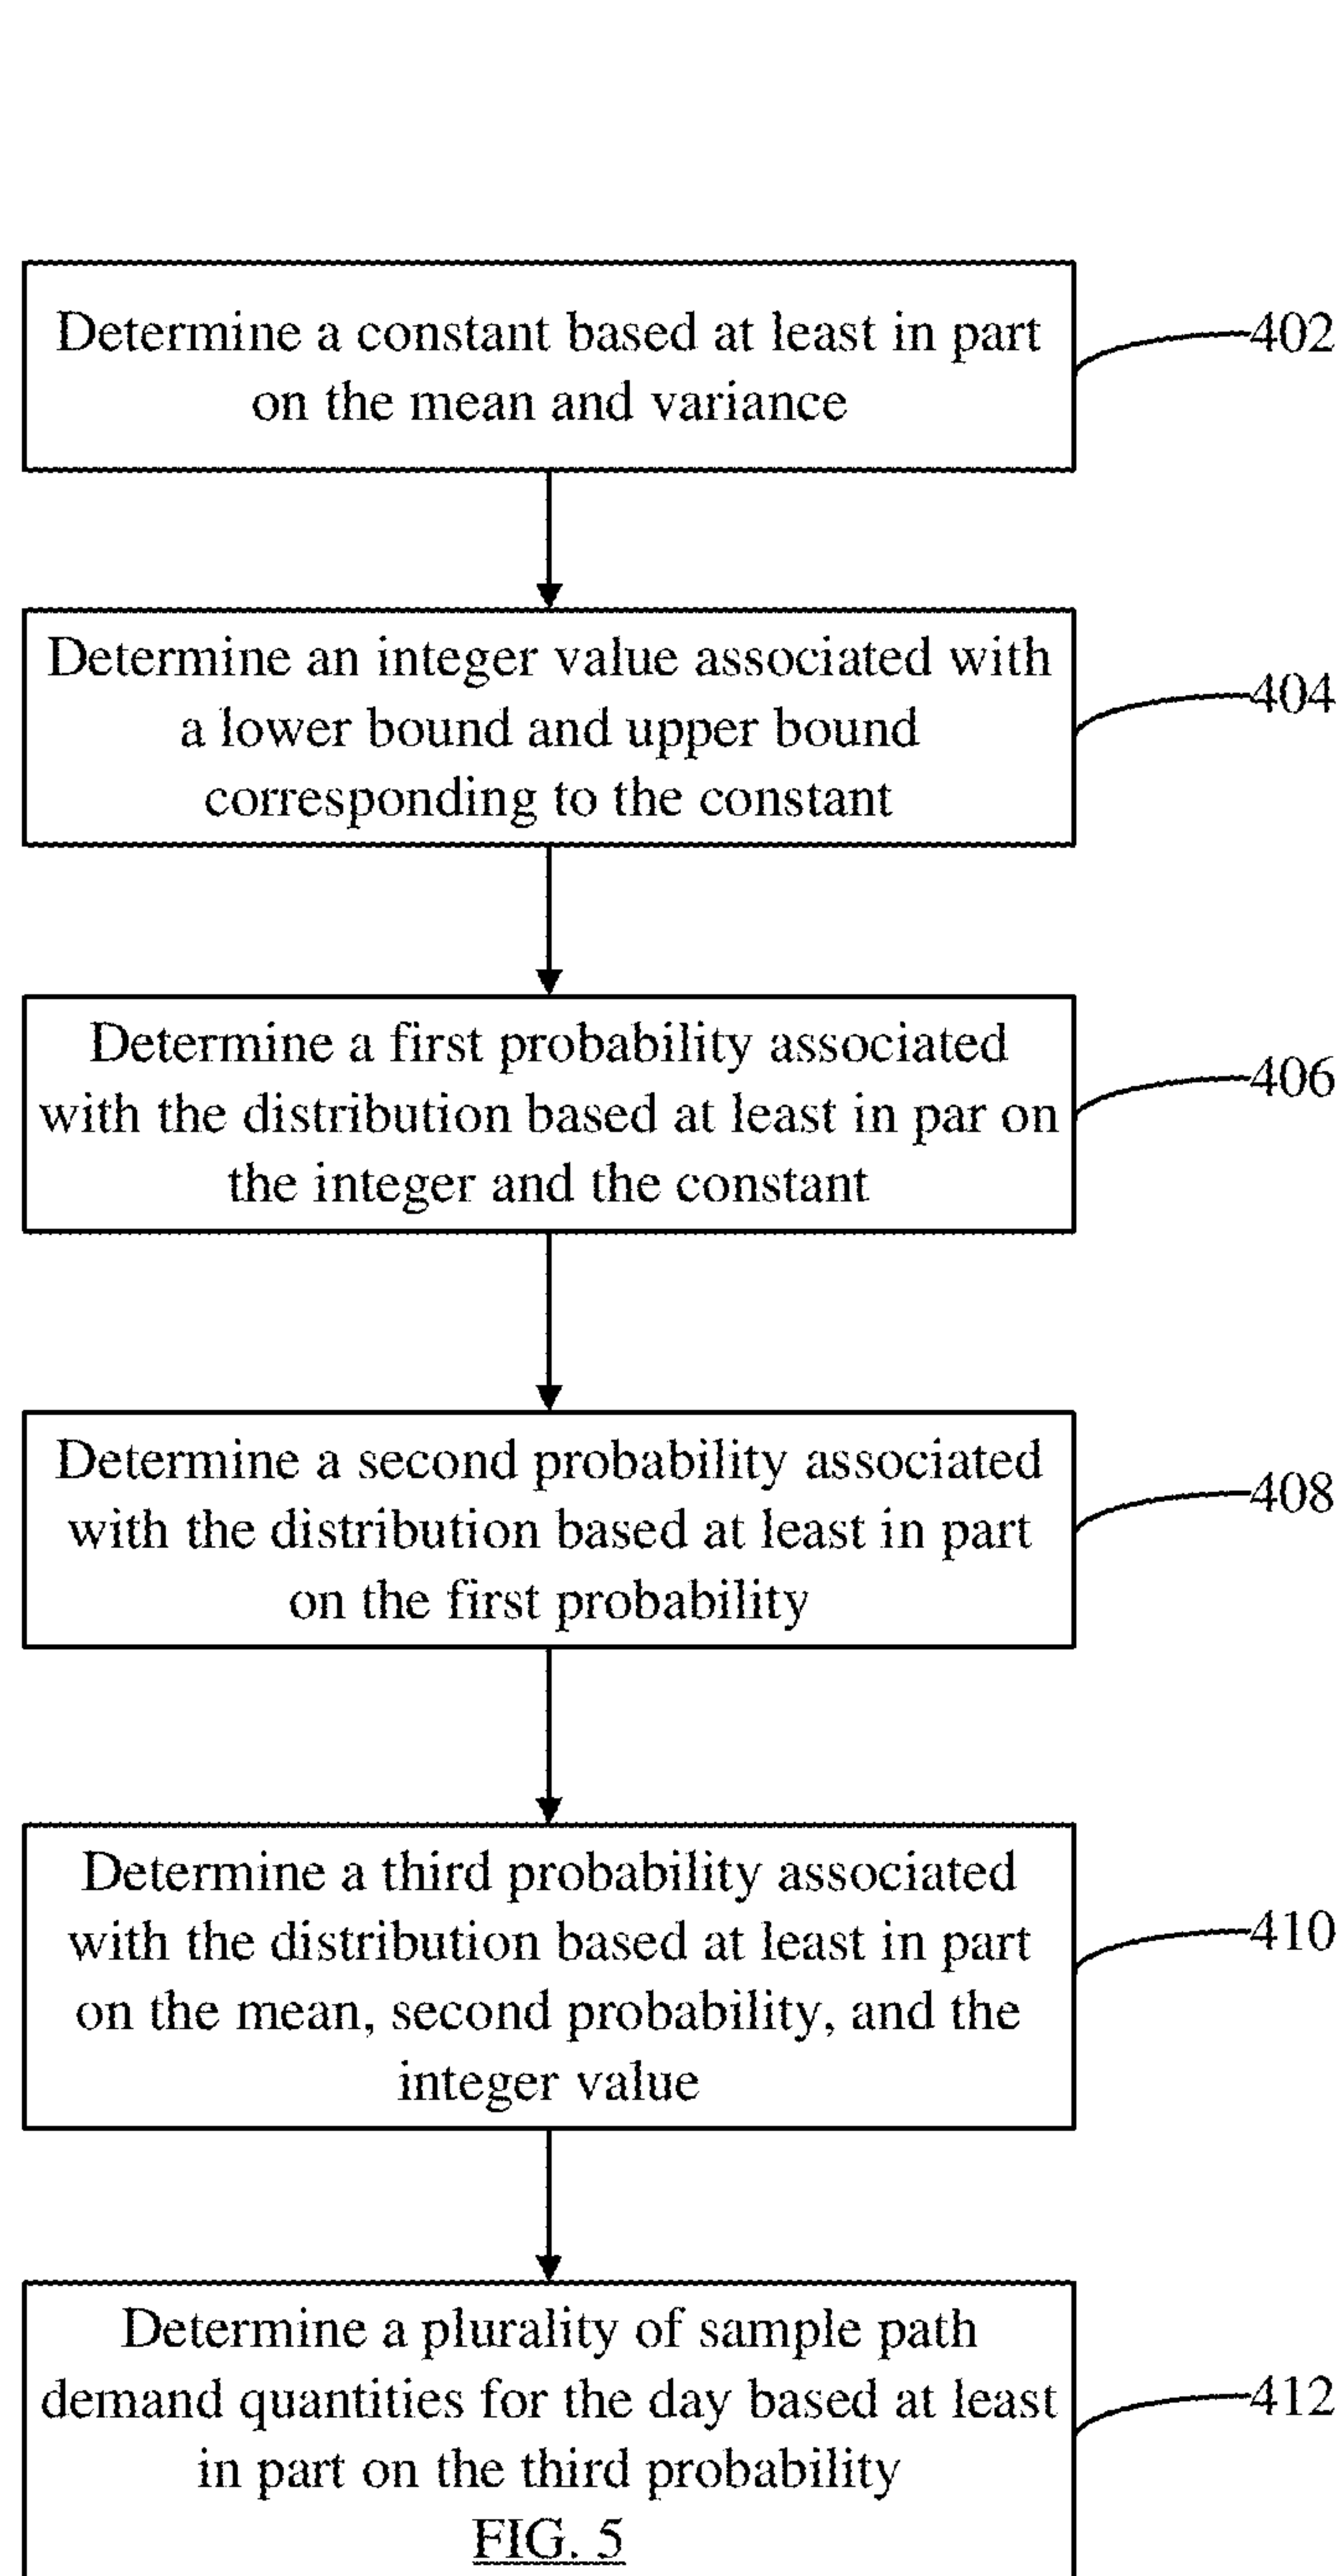 Determine a constant based at least in part
on the mean and variance
402
Determine an integer value associated with
a lower bound and upper bound
corresponding to the constant
404
Determine a first probability associated
with the distribution based at least in par on
the integer and the constant
406
Determine a second probability associated
with the distribution based at least in part
on the first probability
408
Determine a third probability associated
with the distribution based at least in part
on the mean, second probability, and the
integer value
410
Determine a plurality of sample path
demand quantities for the day based at least
in part on the third probability
412
FIG. 5